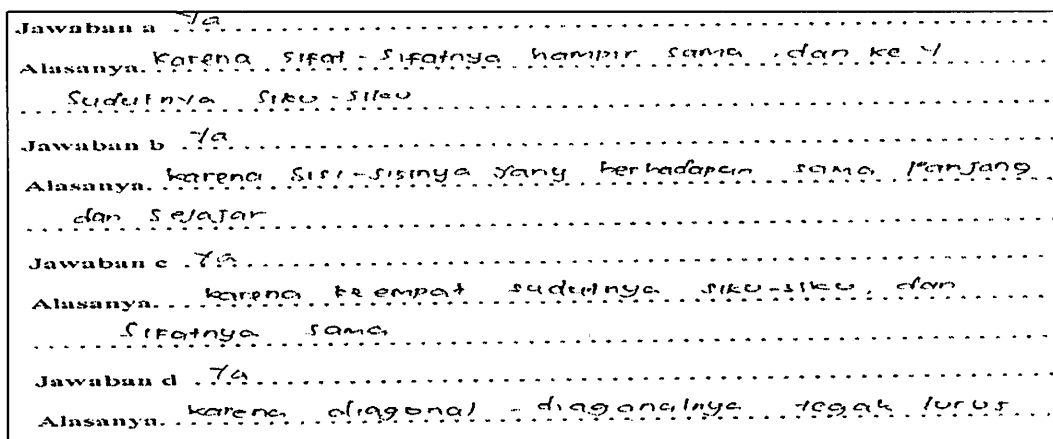 Jawaban a Ya
Alasanya. Karena sifat-sifatnya hampir sama, dan ke 4
sudutnya siku-siku
Jawaban b Ya
Alasanya. karena sisi-sisinya yang berhadapan sama panjang
dan sejajar
Jawaban c Ya
Alasanya. karena ke empat sudutnya siku-siku, dan
sifatnya sama
Jawaban d Ya
Alasanya. karena diagonal-diagonalnya tegak lurus